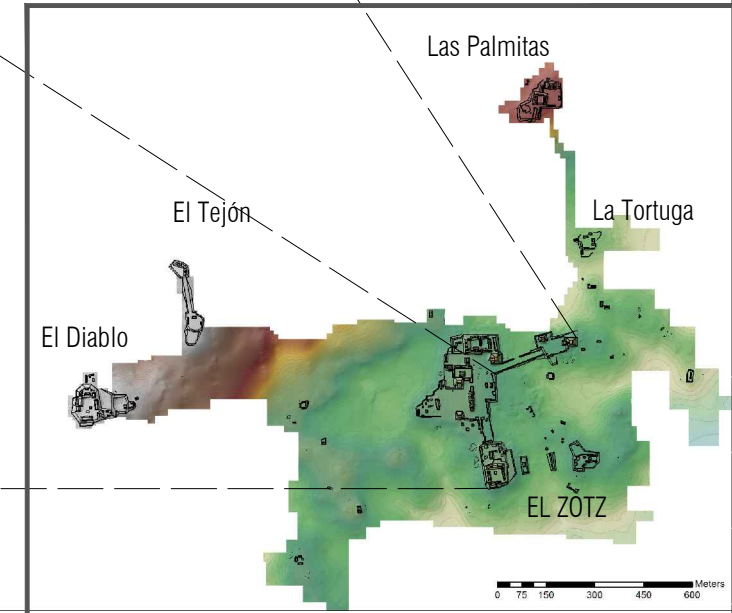 Las Palmitas
El Tejón
La Tortuga
El Diablo
EL ZOTZ
Meters
0 75 150 300 450 600